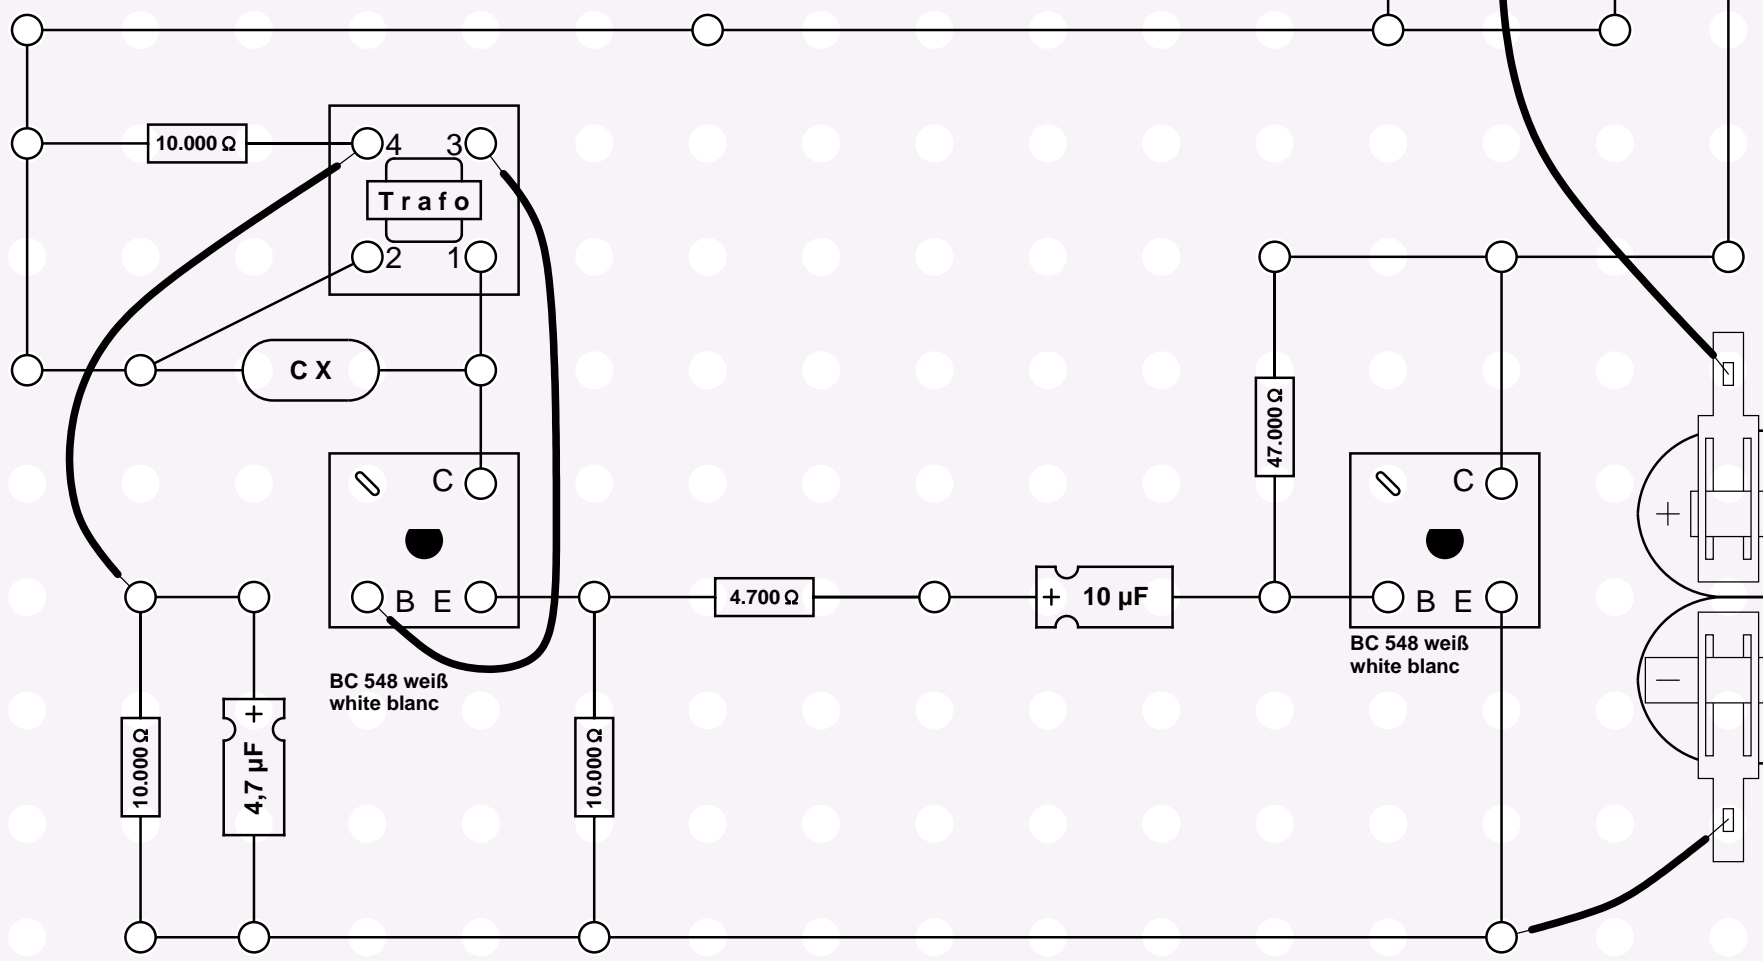 10.000 Ω
4
3
Trafo
2
1
CX
C
B
E
BC 548 weiß
white blanc
10.000 Ω
+
4,7 µF
10.000 Ω
4.700 Ω
+
10 µF
47.000 Ω
C
B
E
BC 548 weiß
white blanc
+
−